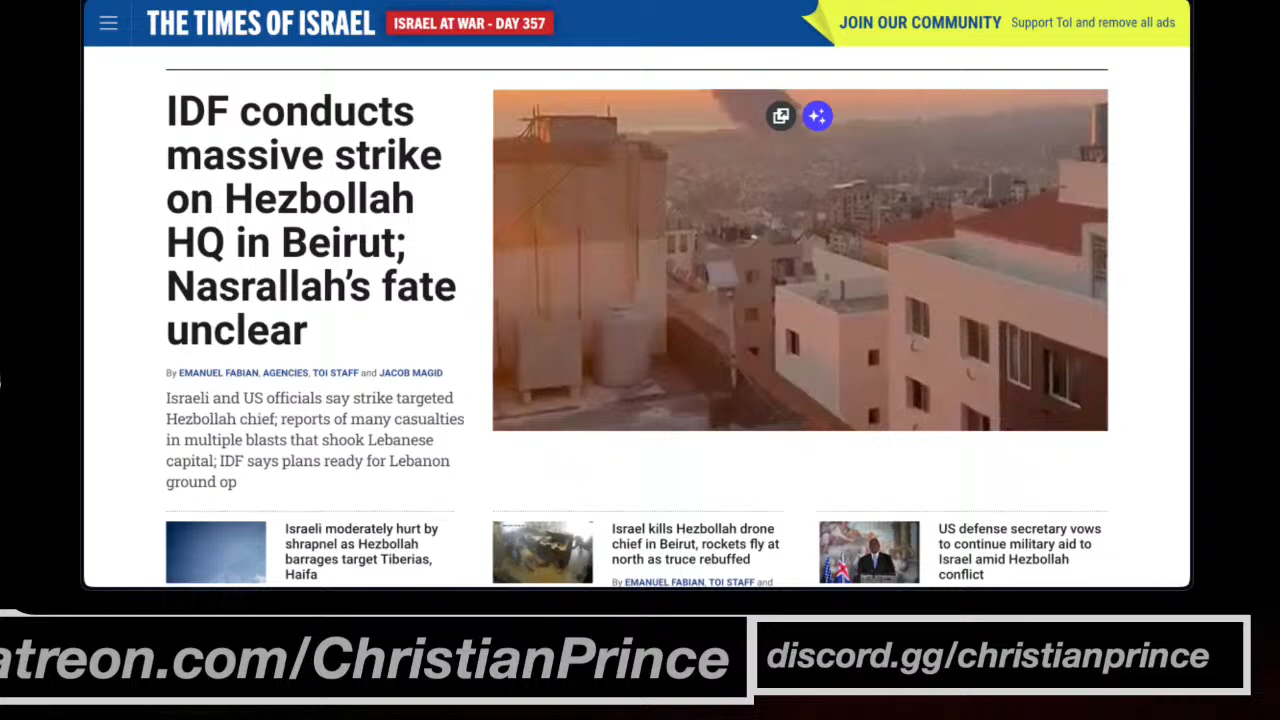 THE TIMES OF ISRAEL
ISRAEL AT WAR - DAY 357
JOIN OUR COMMUNITY
Support ToI and remove all ads
IDF conducts
massive strike
on Hezbollah
HQ in Beirut;
Nasrallah's fate
unclear
By EMANUEL FABIAN, AGENCIES, TOI STAFF and JACOB MAGID
Israeli and US officials say strike targeted
Hezbollah chief; reports of many casualties
in multiple blasts that shook Lebanese
capital; IDF says plans ready for Lebanon
ground op
Israeli moderately hurt by
shrapnel as Hezbollah
barrages target Tiberias,
Haifa
Israel kills Hezbollah drone
chief in Beirut, rockets fly at
north as truce rebuffed
By EMANUEL FABIAN, TOI STAFF and
US defense secretary vows
to continue military aid to
Israel amid Hezbollah
conflict
atreon.com/ChristianPrince
discord.gg/christianprince